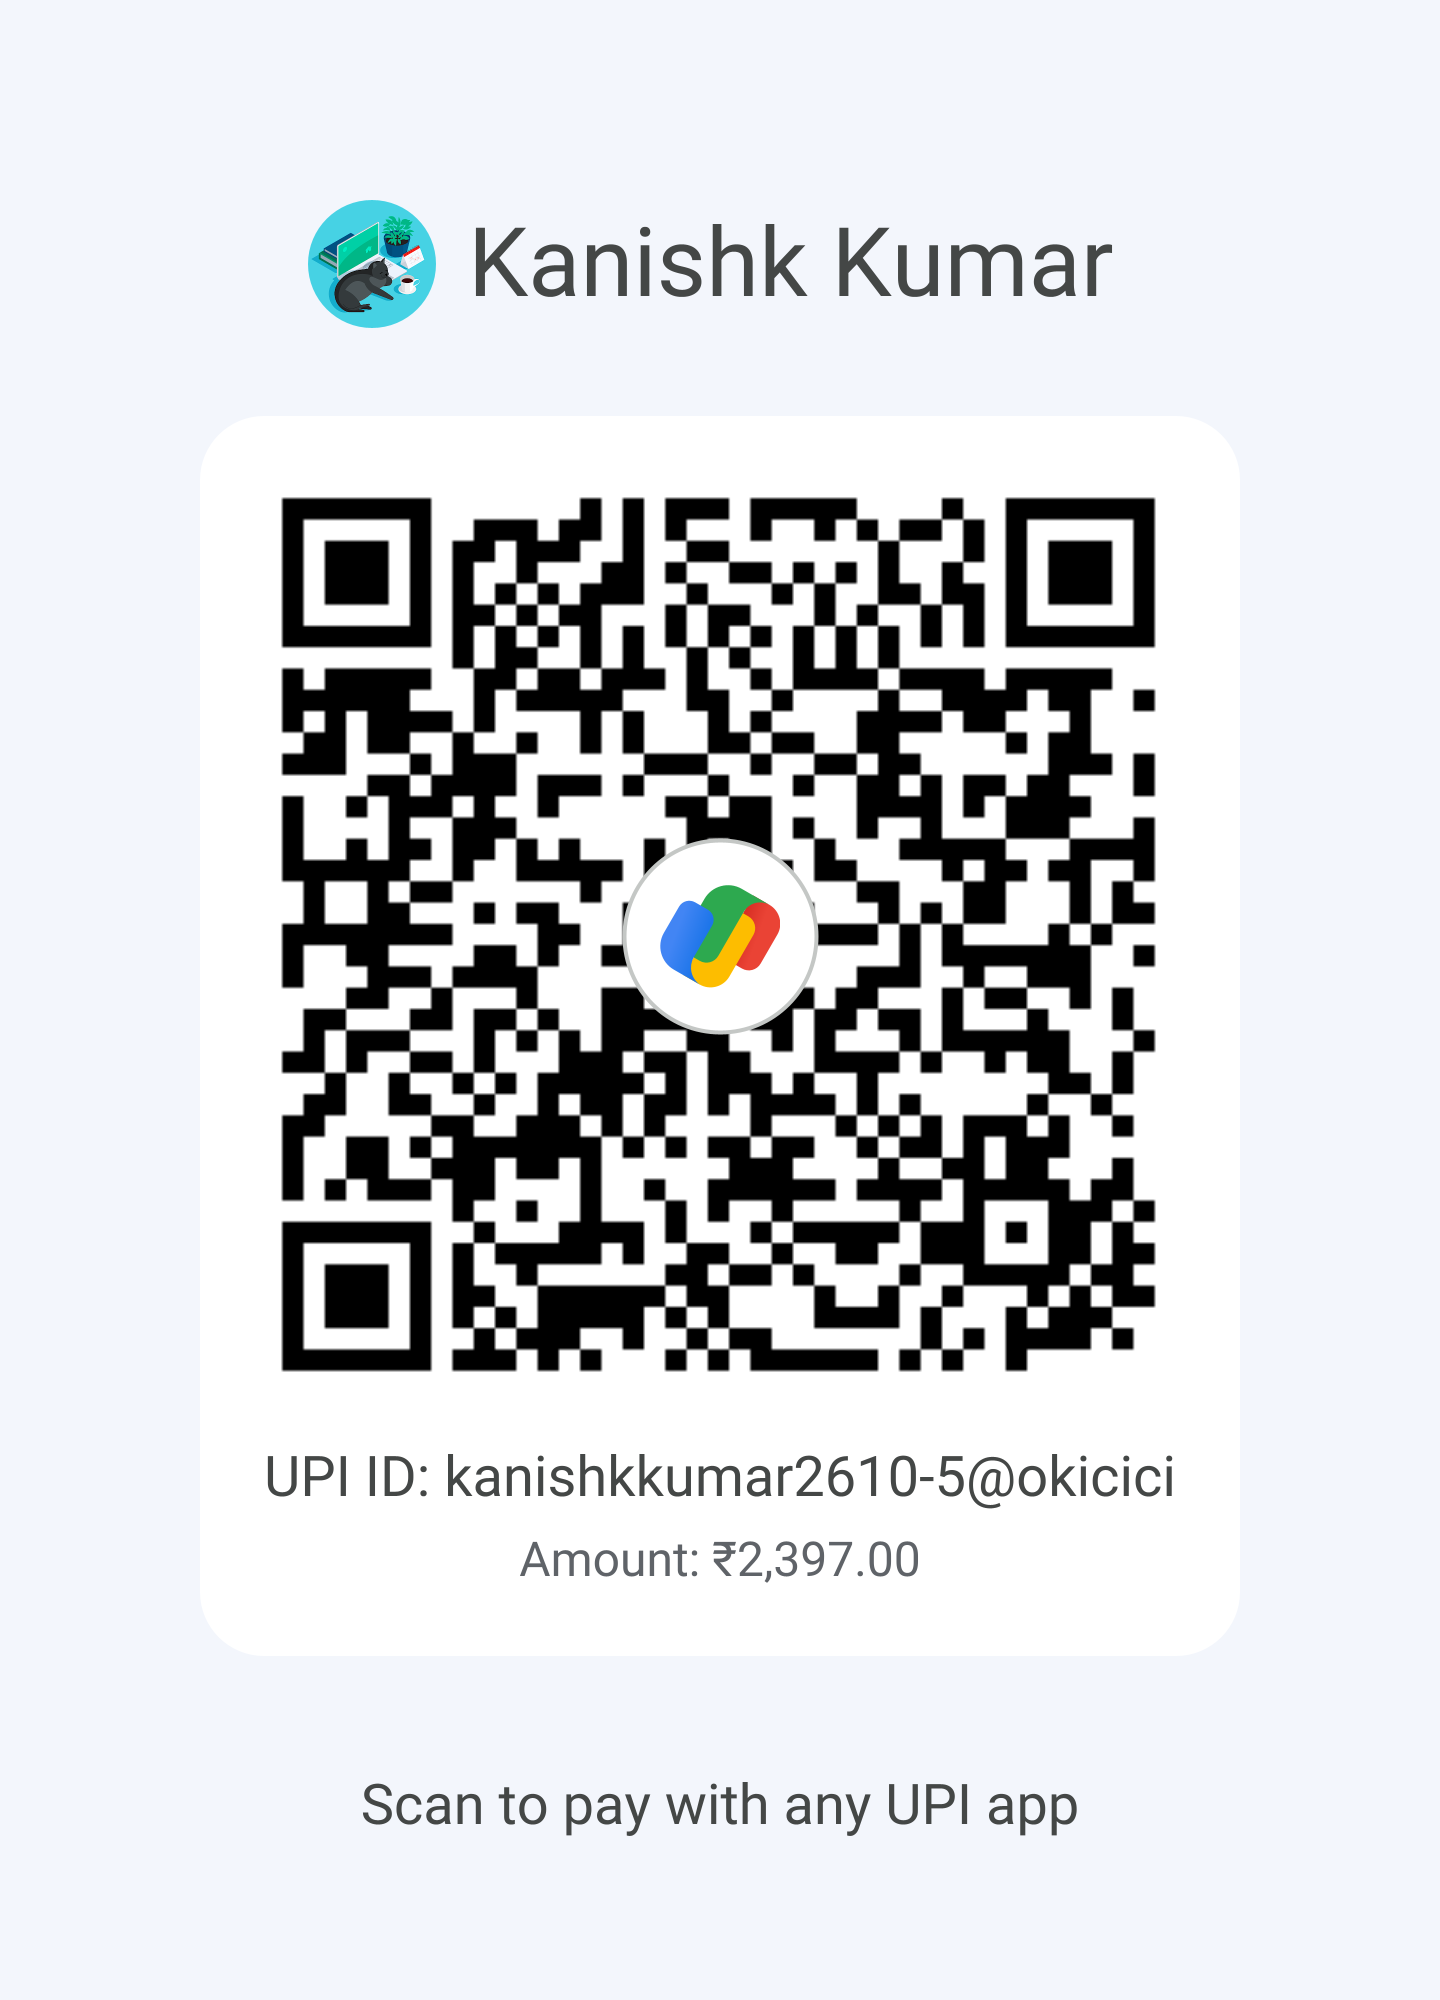 Kanishk Kumar
UPI ID: kanishkkumar2610-5@okicici
Amount: ₹2,397.00
Scan to pay with any UPI app